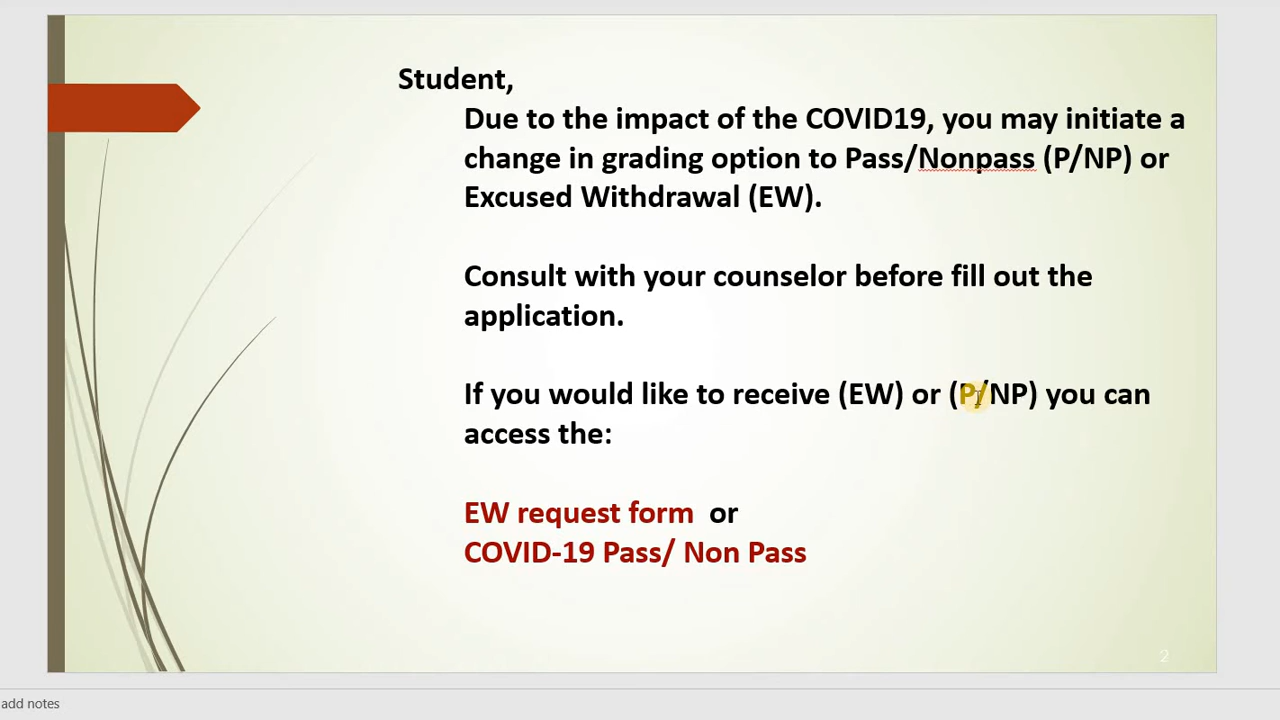 Student,
Due to the impact of the COVID19, you may initiate a
change in grading option to Pass/Nonpass (P/NP) or
Excused Withdrawal (EW).
Consult with your counselor before fill out the
application.
If you would like to receive (EW) or (P/NP) you can
access the:
EW request form or
COVID-19 Pass/ Non Pass
2
add notes